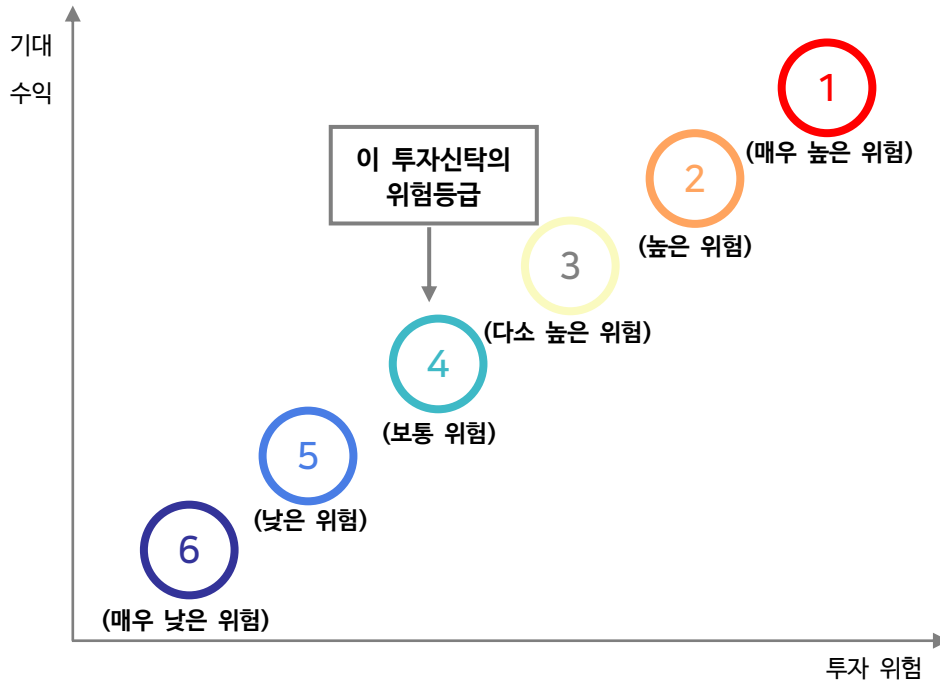 기대
수익
1
(매우 높은 위험)
이 투자신탁의
위험등급
2
(높은 위험)
3
(다소 높은 위험)
4
(보통 위험)
5
(낮은 위험)
6
(매우 낮은 위험)
투자 위험